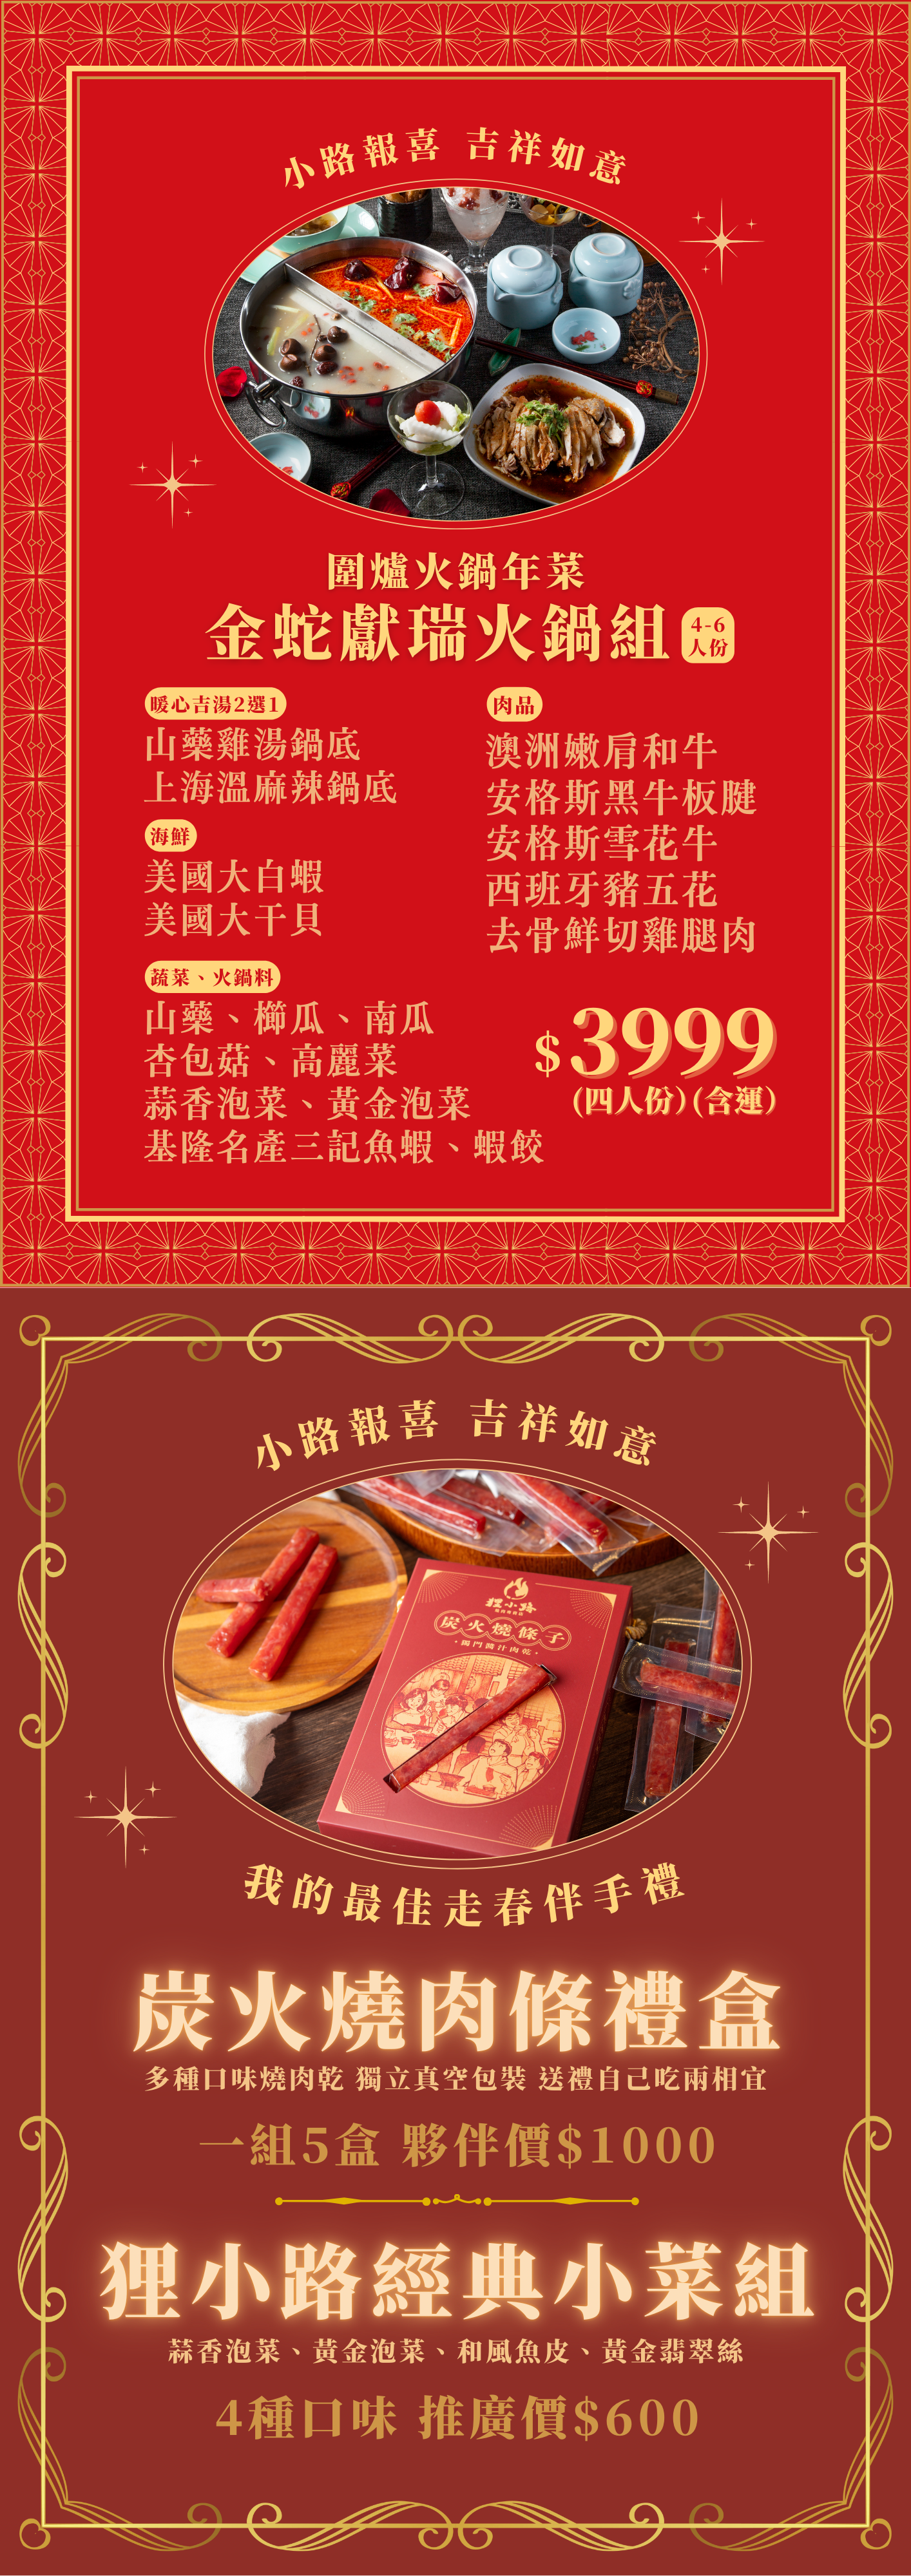 小路報喜 吉祥如意
圍爐火鍋年菜
金蛇獻瑞火鍋組
4-6
人份
暖心吉湯2選1
山藥雞湯鍋底
上海溫麻辣鍋底
海鮮
美國大白蝦
美國大干貝
蔬菜、火鍋料
山藥、櫛瓜、南瓜
杏包菇、高麗菜
蒜香泡菜、黃金泡菜
基隆名產三記魚蝦、蝦餃
肉品
澳洲嫩肩和牛
安格斯黑牛板腱
安格斯雪花牛
西班牙豬五花
去骨鮮切雞腿肉
$3999
(四人份)(含運)
小路報喜 吉祥如意
狸小路
炭火燒條子
·獨門醬汁肉乾·
我的最佳走春伴手禮
炭火燒肉條禮盒
多種口味燒肉乾 獨立真空包裝 送禮自己吃兩相宜
一組5盒 夥伴價$1000
狸小路經典小菜組
蒜香泡菜、黃金泡菜、和風魚皮、黃金翡翠絲
4種口味 推廣價$600